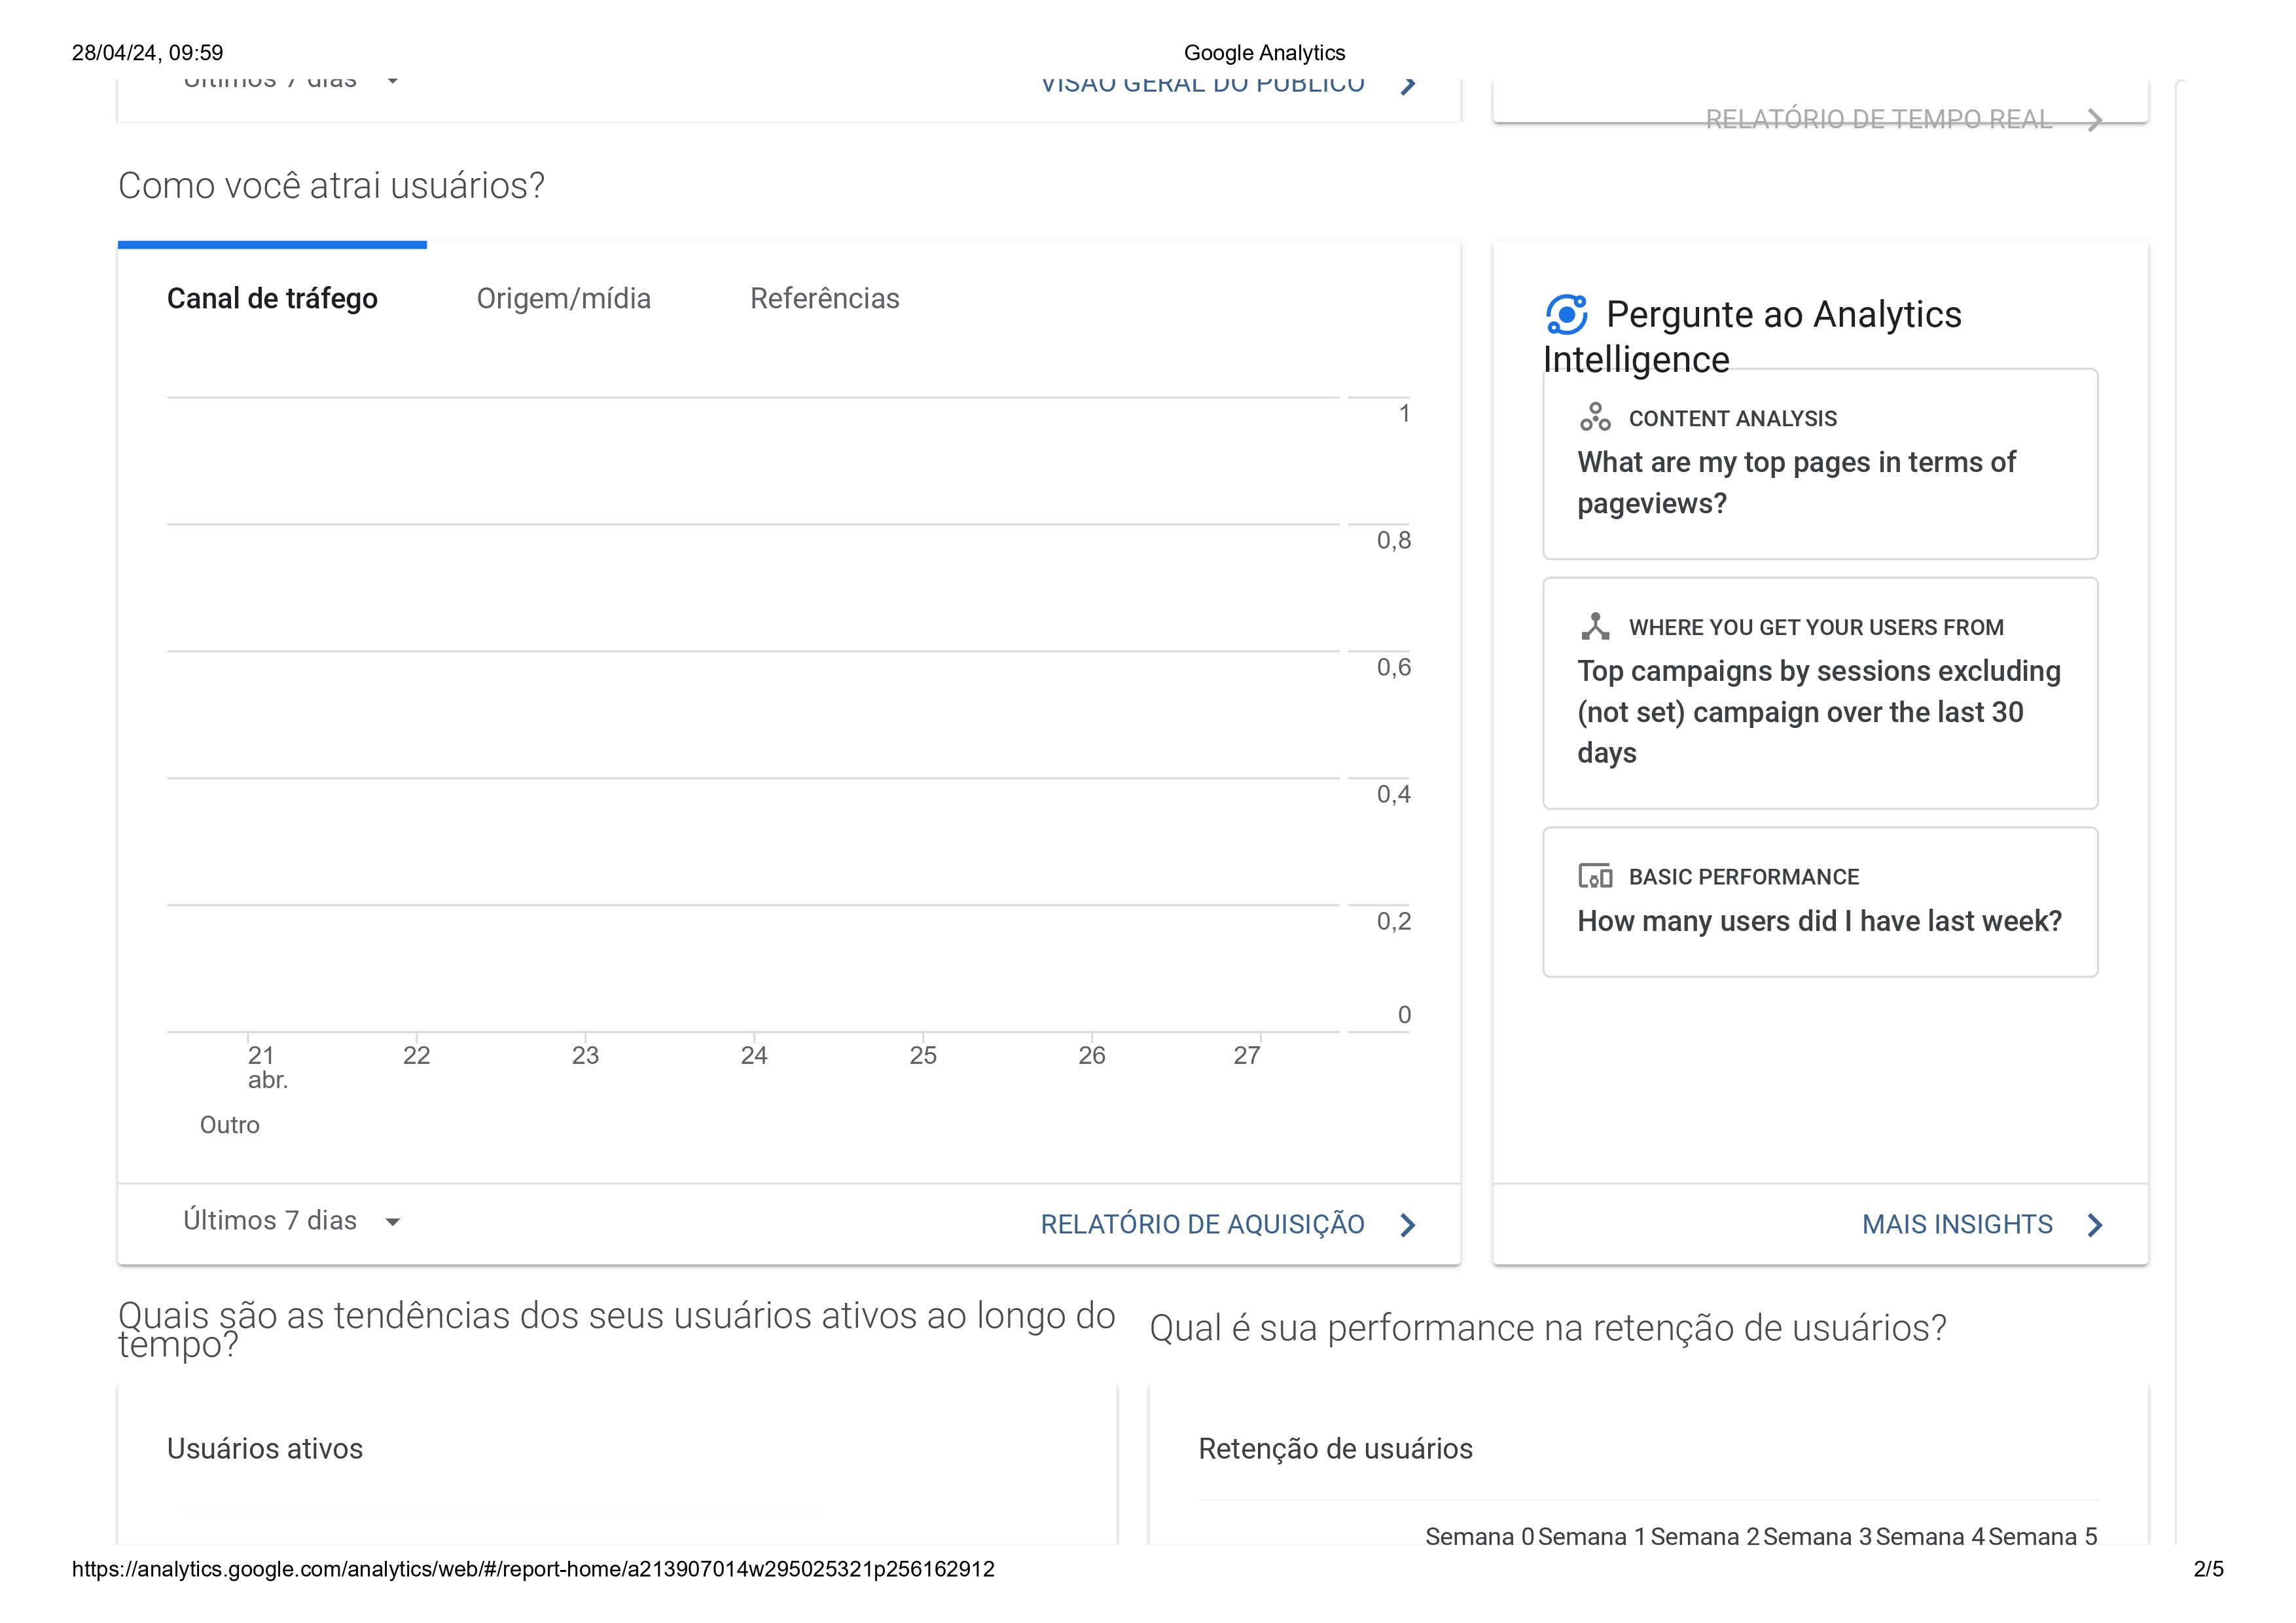 28/04/24, 09:59
Google Analytics
Últimos 7 dias
VISÃO GERAL DO PÚBLICO
RELATÓRIO DE TEMPO REAL
Como você atrai usuários?
Canal de tráfego
Origem/mídia
Referências
1
0,8
0,6
0,4
0,2
0
21
abr.
22
23
24
25
26
27
Outro
Últimos 7 dias
RELATÓRIO DE AQUISIÇÃO
Pergunte ao Analytics
Intelligence
CONTENT ANALYSIS
What are my top pages in terms of
pageviews?
WHERE YOU GET YOUR USERS FROM
Top campaigns by sessions excluding
(not set) campaign over the last 30
days
BASIC PERFORMANCE
How many users did I have last week?
MAIS INSIGHTS
Quais são as tendências dos seus usuários ativos ao longo do
tempo?
Usuários ativos
Qual é sua performance na retenção de usuários?
Retenção de usuários
Semana 0 Semana 1 Semana 2 Semana 3 Semana 4 Semana 5
https://analytics.google.com/analytics/web/#/report-home/a213907014w295025321p256162912
2/5